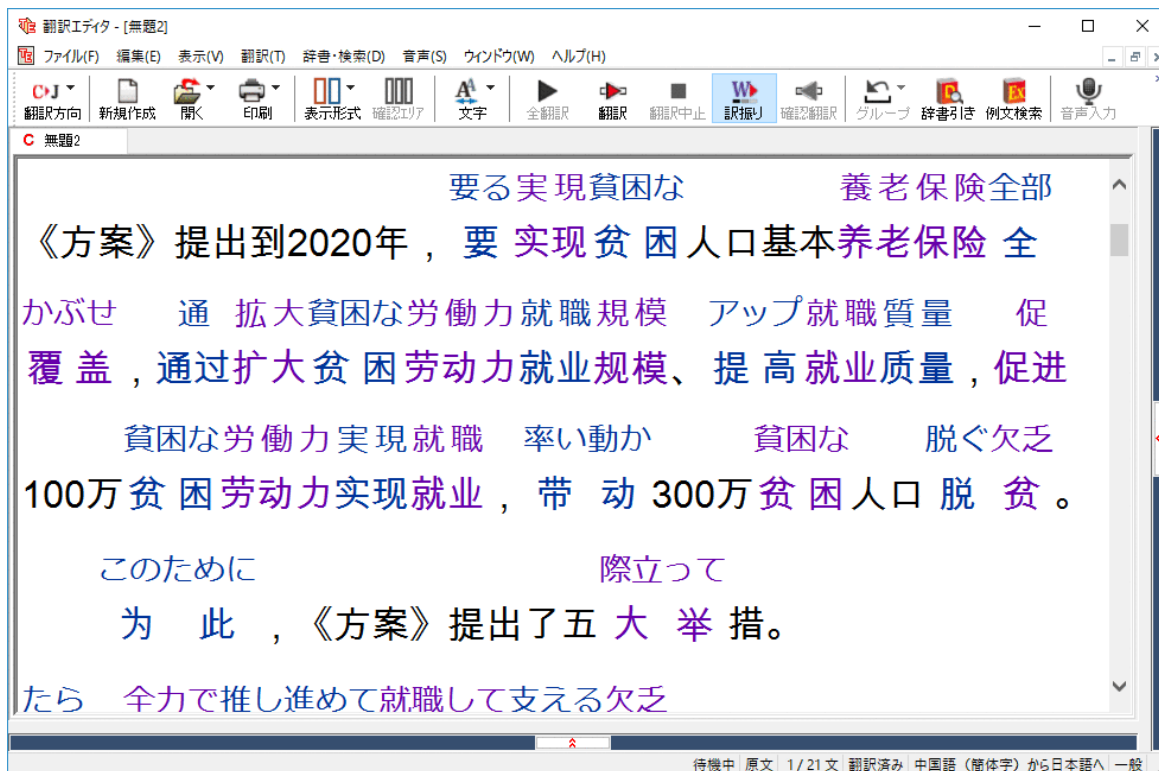 翻訳エディタ - [無題2]
ファイル(F) 編集(E) 表示(V) 翻訳(T) 辞書・検索(D) 音声(S) ウィンドウ(W) ヘルプ(H)
翻訳方向 新規作成 開く 印刷 表示形式 確認エリア 文字 全翻訳 翻訳 翻訳中止 訳振り 確認翻訳 グループ 辞書引き 例文検索 音声入力
C 無題2
要る実現貧困な 養老保険全部
《方案》提出到2020年，要实现贫困人口基本养老保险全
かぶせ 通 拡大貧困な労働力就職規模 アップ就職質量 促
覆盖，通过扩大贫困劳动力就业规模、提高就业质量，促进
貧困な労働力実現就職 率い動か 貧困な 脱ぐ欠乏
100万贫困劳动力实现就业，带动300万贫困人口脱贫。
このために 際立って
为此，《方案》提出了五大举措。
たら 全力で推し進めて就職して支える欠乏
待機中 原文 1/21文 翻訳済み 中国語（簡体字）から日本語へ 一般